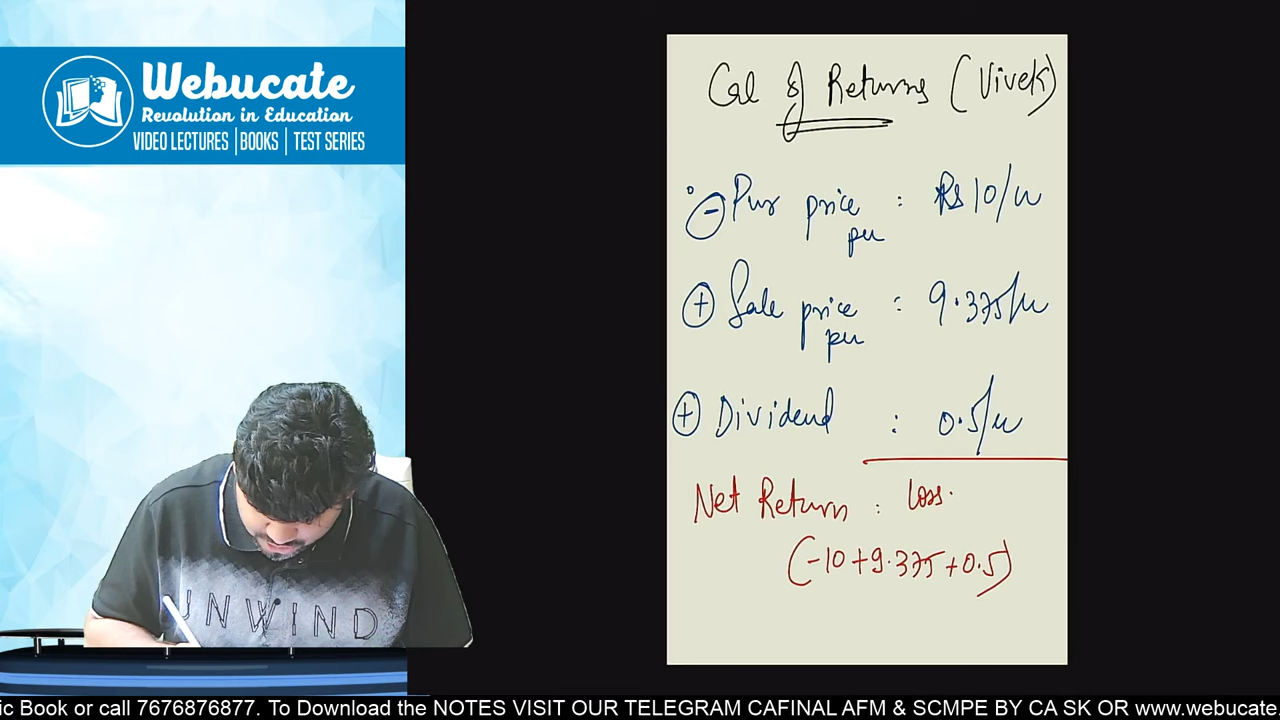 Webucate
Revolution in Education
VIDEO LECTURES | BOOKS | TEST SERIES
Cal of Returns (Vivek)
⊖ Pur price per : Rs 10/u
⊕ Sale price per : 9.375/u
⊕ Dividend : 0.5/u
Net Return : loss.
(-10+9.375+0.5)
UNWIND
ic Book or call 7676876877. To Download the NOTES VISIT OUR TELEGRAM CAFINAL AFM & SCMPE BY CA SK OR www.webucate.